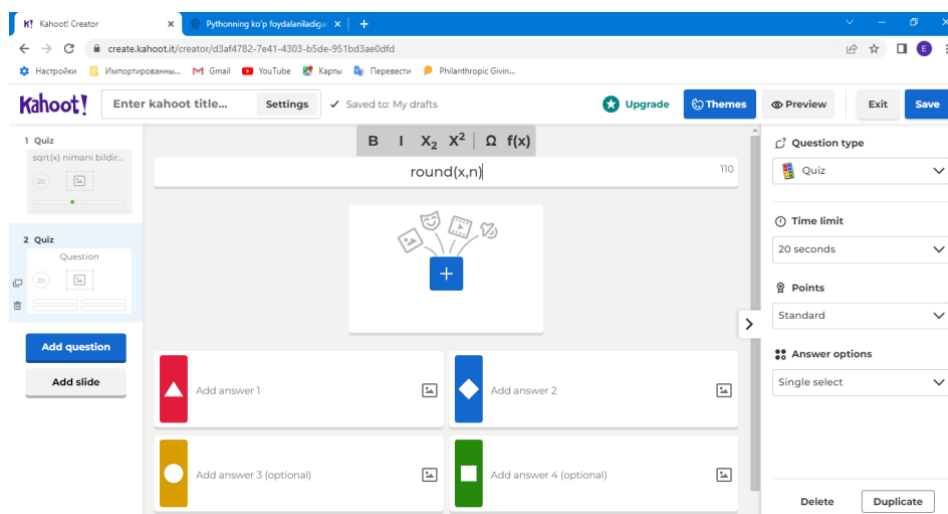 K! Kahoot! Creator
Pythonning ko'p foydalaniladiga
create.kahoot.it/creator/d3af4782-7e41-4303-b5de-951bd3ae0dfd
E
Настройки Импортированны... Gmail YouTube Карты Перевести Philanthropic Givin...
Kahoot! Enter kahoot title... Settings Saved to: My drafts Upgrade Themes Preview Exit Save
1 Quiz
sqrt(x) nimani bildir...
20
2 Quiz
Question
20
Add question
Add slide
B I X₂ X² Ω f(x)
round(x,n) 110
Add answer 1
Add answer 2
Add answer 3 (optional)
Add answer 4 (optional)
Question type
Quiz
Time limit
20 seconds
Points
Standard
Answer options
Single select
Delete Duplicate